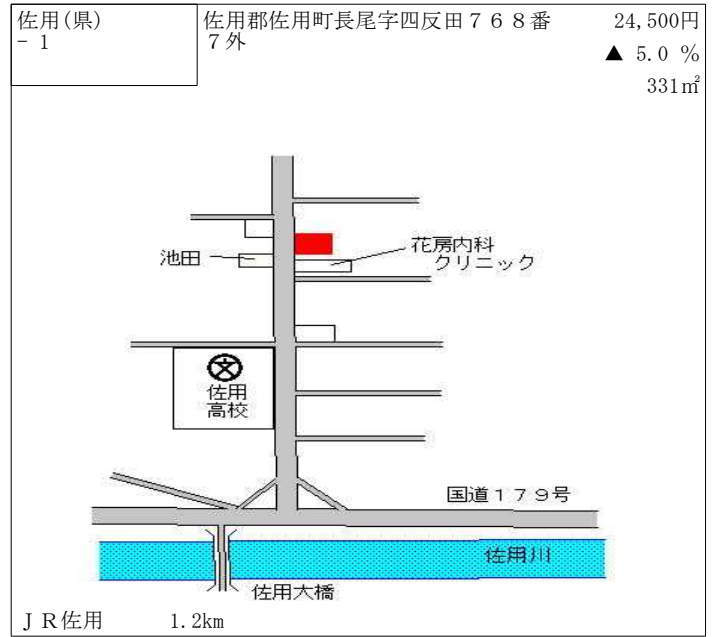 佐用(県)
- 1
佐用郡佐用町長尾字四反田７６８番
７外
24,500円
▲ 5.0 %
331㎡
池田
花房内科
クリニック
佐用
高校
国道１７９号
佐用川
佐用大橋
ＪＲ佐用 1.2km